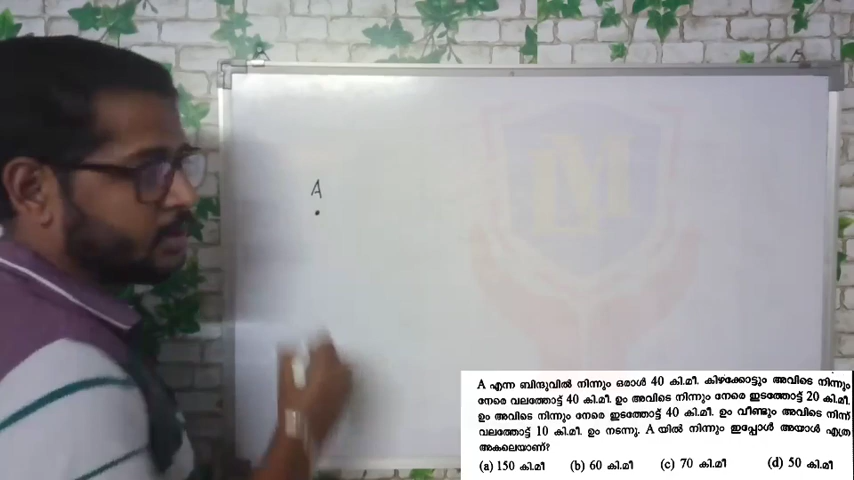 A
DM
A എന്ന ബിന്ദുവിൽ നിന്നും ഒരാൾ 40 കി.മീ. കിഴക്കോട്ടും അവിടെ നിന്നും
നേരെ വലത്തോട്ട് 40 കി.മീ. ഉം അവിടെ നിന്നും നേരെ ഇടത്തോട്ട് 20 കി.മീ.
ഉം അവിടെ നിന്നും നേരെ ഇടത്തോട്ട് 40 കി.മീ. ഉം വീണ്ടും അവിടെ നിന്ന്
വലത്തോട്ട് 10 കി.മീ. ഉം നടന്നു. A യിൽ നിന്നും ഇപ്പോൾ അയാൾ എത്ര
അകലെയാണ്?
(a) 150 കി.മീ (b) 60 കി.മീ (c) 70 കി.മീ (d) 50 കി.മീ